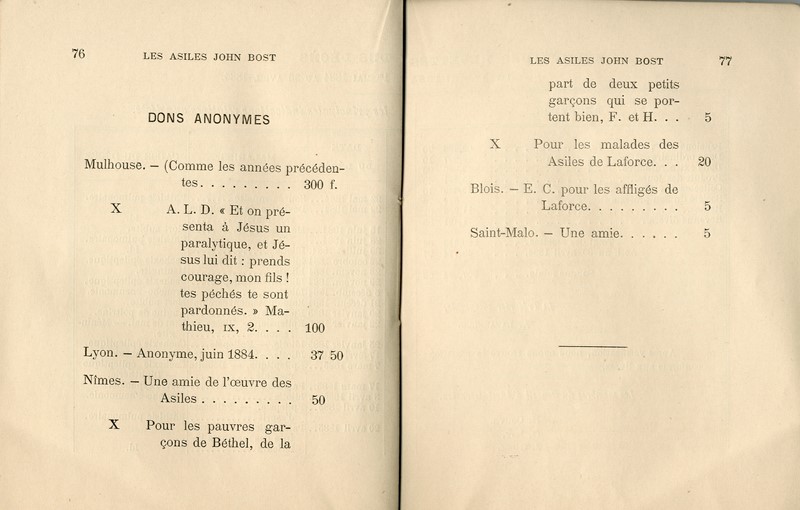 76
LES ASILES JOHN BOST
DONS ANONYMES
Mulhouse. — (Comme les années précéden-
tes. . . . . . . . . . 300 f.
X A. L. D. « Et on pré-
senta à Jésus un
paralytique, et Jé-
sus lui dit : prends
courage, mon fils !
tes péchés te sont
pardonnés. » Ma-
thieu, IX, 2. . . . 100
Lyon. — Anonyme, juin 1884. . . . 37 50
Nîmes. — Une amie de l'œuvre des
Asiles . . . . . . . . . 50
X Pour les pauvres gar-
çons de Béthel, de la
LES ASILES JOHN BOST
77
part de deux petits
garçons qui se por-
tent bien, F. et H. . . 5
X Pour les malades des
Asiles de Laforce. . . 20
Blois. — E. C. pour les affligés de
Laforce. . . . . . . . . 5
Saint-Malo. — Une amie. . . . . . 5